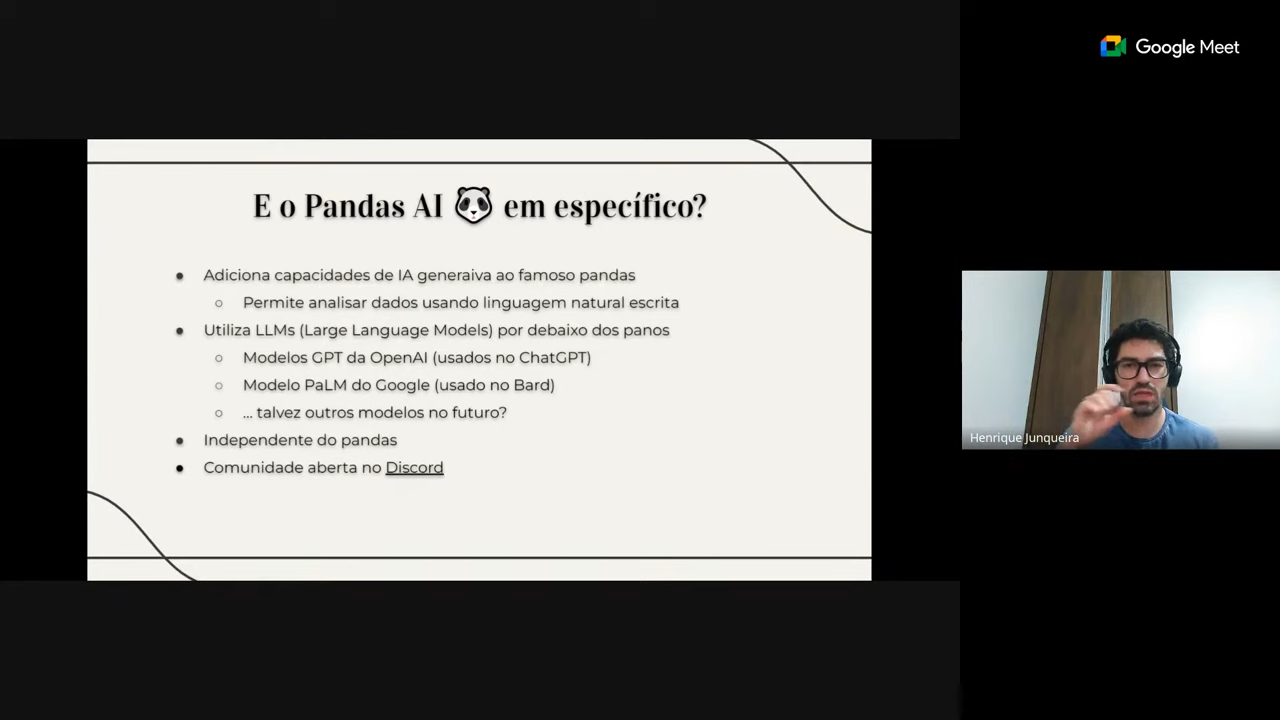 Google Meet
E o Pandas AI 🐼 em específico?
● Adiciona capacidades de IA generaiva ao famoso pandas
○ Permite analisar dados usando linguagem natural escrita
● Utiliza LLMs (Large Language Models) por debaixo dos panos
○ Modelos GPT da OpenAI (usados no ChatGPT)
○ Modelo PaLM do Google (usado no Bard)
○ ... talvez outros modelos no futuro?
● Independente do pandas
● Comunidade aberta no Discord
Henrique Junqueira